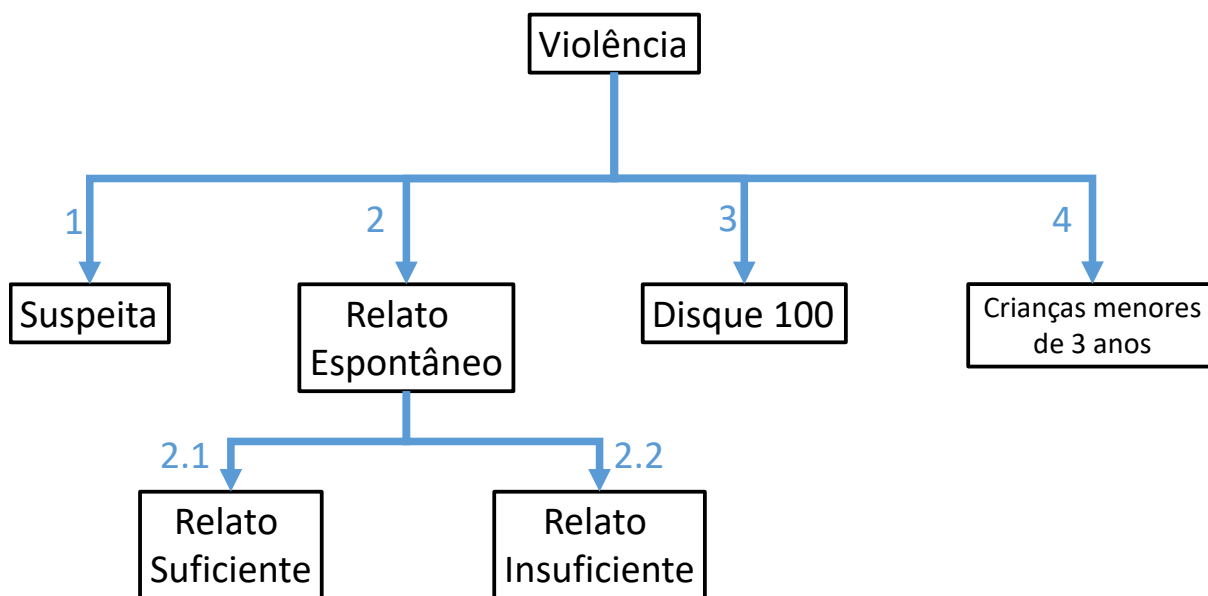 Violência
1
2
3
4
Suspeita
Relato
Espontâneo
Disque 100
Crianças menores
de 3 anos
2.1
2.2
Relato
Suficiente
Relato
Insuficiente